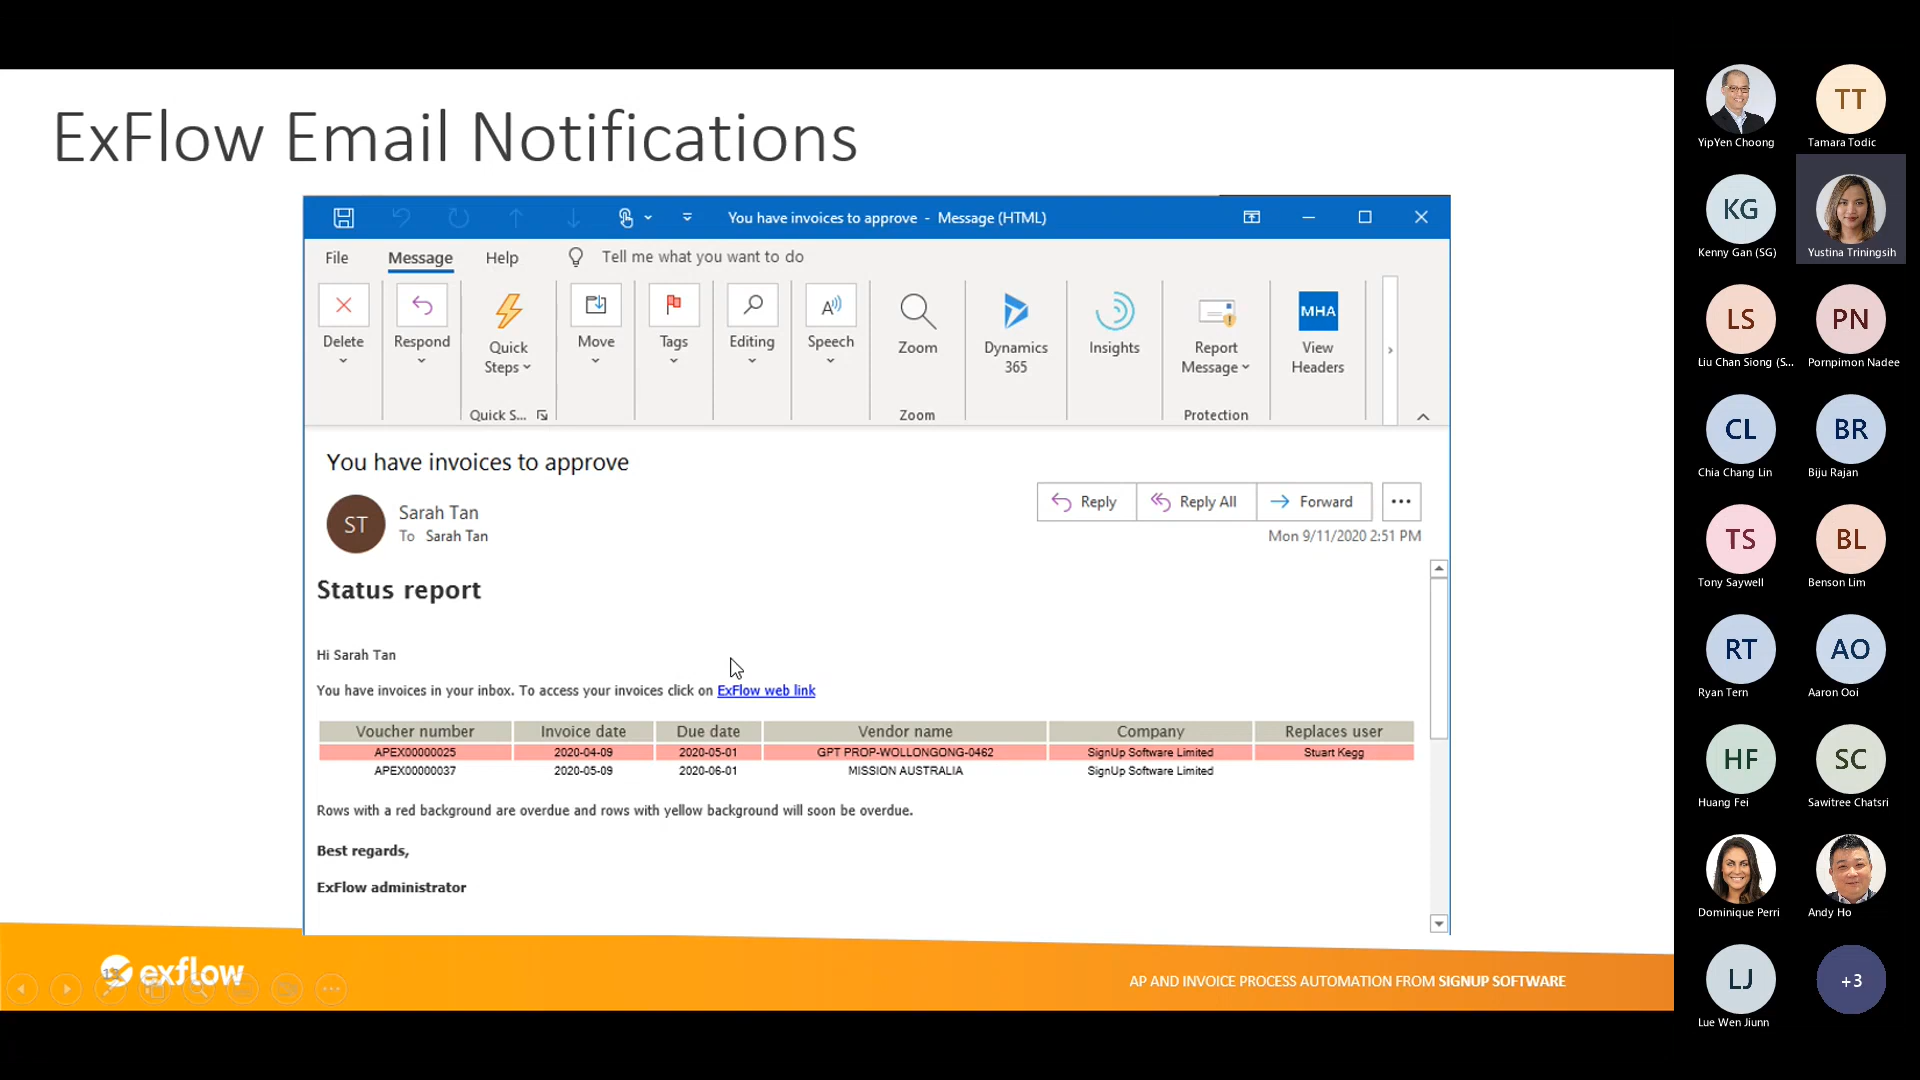 ExFlow Email Notifications
You have invoices to approve - Message (HTML)
File Message Help Tell me what you want to do
Delete
Respond
Quick Steps
Move
Tags
Editing
Speech
Zoom
Dynamics 365
Insights
Report Message
MHA
View Headers
Quick S...
Zoom
Protection
You have invoices to approve
ST
Sarah Tan
To Sarah Tan
Reply Reply All Forward
Mon 9/11/2020 2:51 PM
Status report
Hi Sarah Tan
You have invoices in your inbox. To access your invoices click on ExFlow web link
Voucher number Invoice date Due date Vendor name Company Replaces user
APEX00000025 2020-04-09 2020-05-01 GPT PROP-WOLLONGONG-0462 SignUp Software Limited Stuart Kegg
APEX00000037 2020-05-09 2020-06-01 MISSION AUSTRALIA SignUp Software Limited
Rows with a red background are overdue and rows with yellow background will soon be overdue.
Best regards,
ExFlow administrator
exflow
AP AND INVOICE PROCESS AUTOMATION FROM SIGNUP SOFTWARE
YipYen Choong
TT
Tamara Todic
KG
Kenny Gan (SG)
Yustina Triningsih
LS
Liu Chan Siong (S...
PN
Pornpimon Nadee
CL
Chia Chang Lin
BR
Biju Rajan
TS
Tony Saywell
BL
Benson Lim
RT
Ryan Tern
AO
Aaron Ooi
HF
Huang Fei
SC
Sawitree Chatsri
Dominique Perri
Andy Ho
LJ
Lue Wen Jiunn
+3